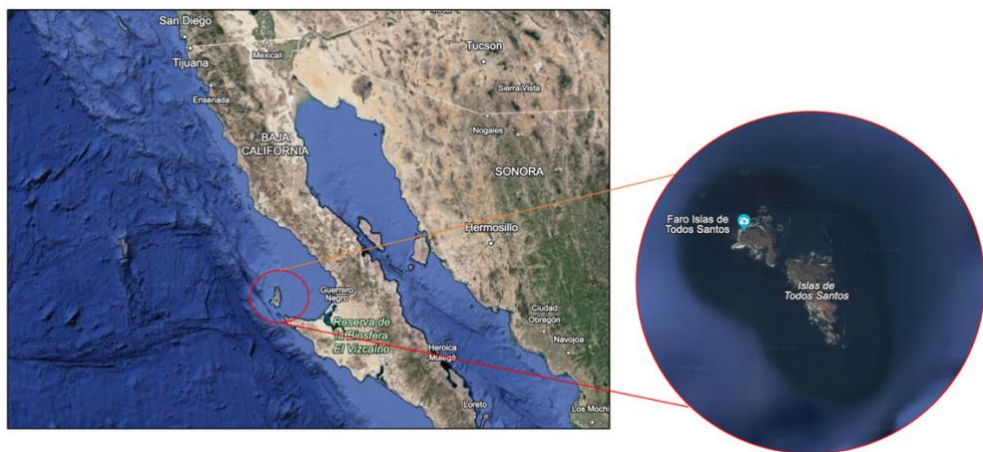 San Diego
Tijuana
Mexicali
Ensenada
Tucson
Sierra Vista
Nogales
BAJA
CALIFORNIA
SONORA
Hermosillo
Guerrero
Negro
Reserva de
la Biosfera
El Vizcaíno
Heroica
Mulegé
Loreto
Ciudad
Obregón
Navojoa
Los Mochi
Faro Islas de
Todos Santos
Islas de
Todos Santos